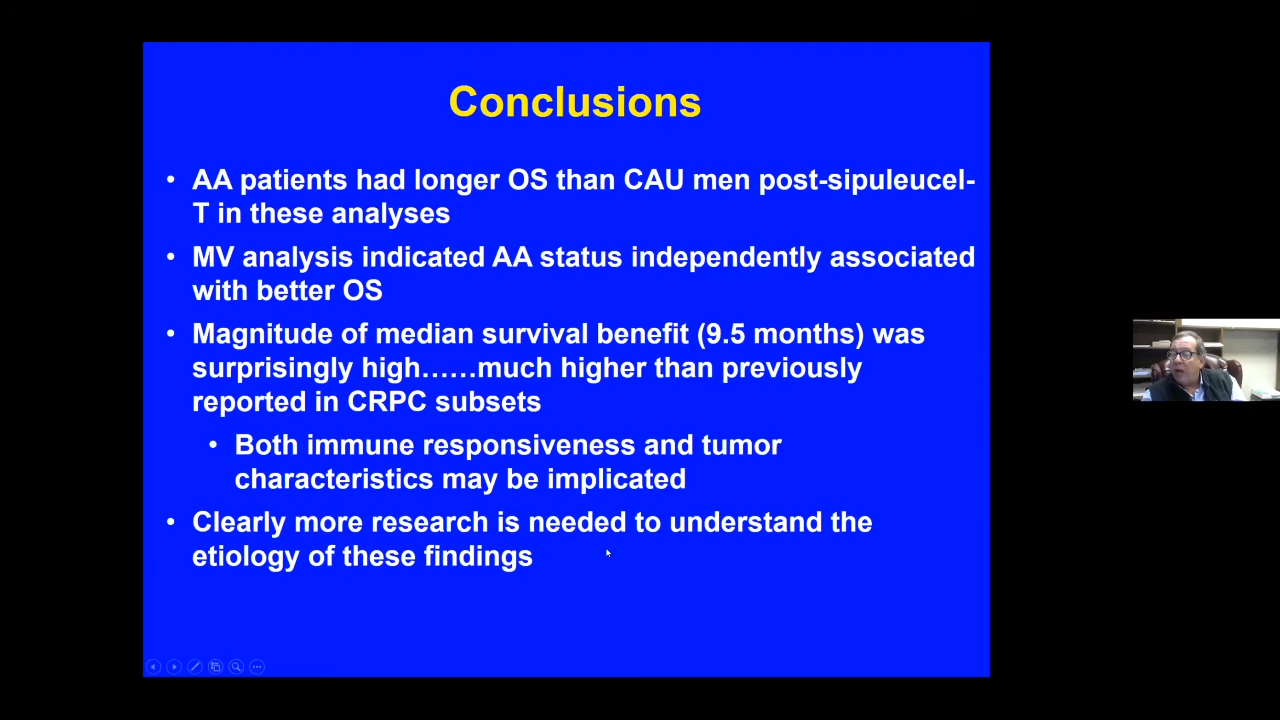 Conclusions
• AA patients had longer OS than CAU men post-sipuleucel-
T in these analyses
• MV analysis indicated AA status independently associated
with better OS
• Magnitude of median survival benefit (9.5 months) was
surprisingly high……much higher than previously
reported in CRPC subsets
• Both immune responsiveness and tumor
characteristics may be implicated
• Clearly more research is needed to understand the
etiology of these findings